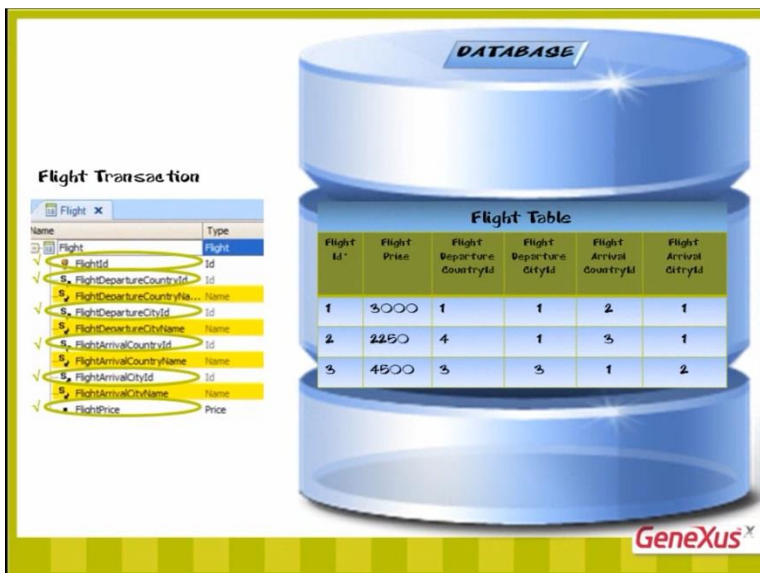 DATABASE
Flight Transaction
Flight X
Name Type
Flight Flight
FlightId Id
FlightDepartureCountryId Id
FlightDepartureCountryNa... Name
FlightDepartureCityId Id
FlightDepartureCityName Name
FlightArrivalCountryId Id
FlightArrivalCountryName Name
FlightArrivalCityId Id
FlightArrivalCityName Name
FlightPrice Price
Flight Table
Flight Flight Flight Flight Flight Flight
Id* Price Departure Departure Arrival Arrival
CountryId CityId CountryId CitryId
1 3000 1 1 2 1
2 2250 4 1 3 1
3 4500 3 3 1 2
GeneXus X